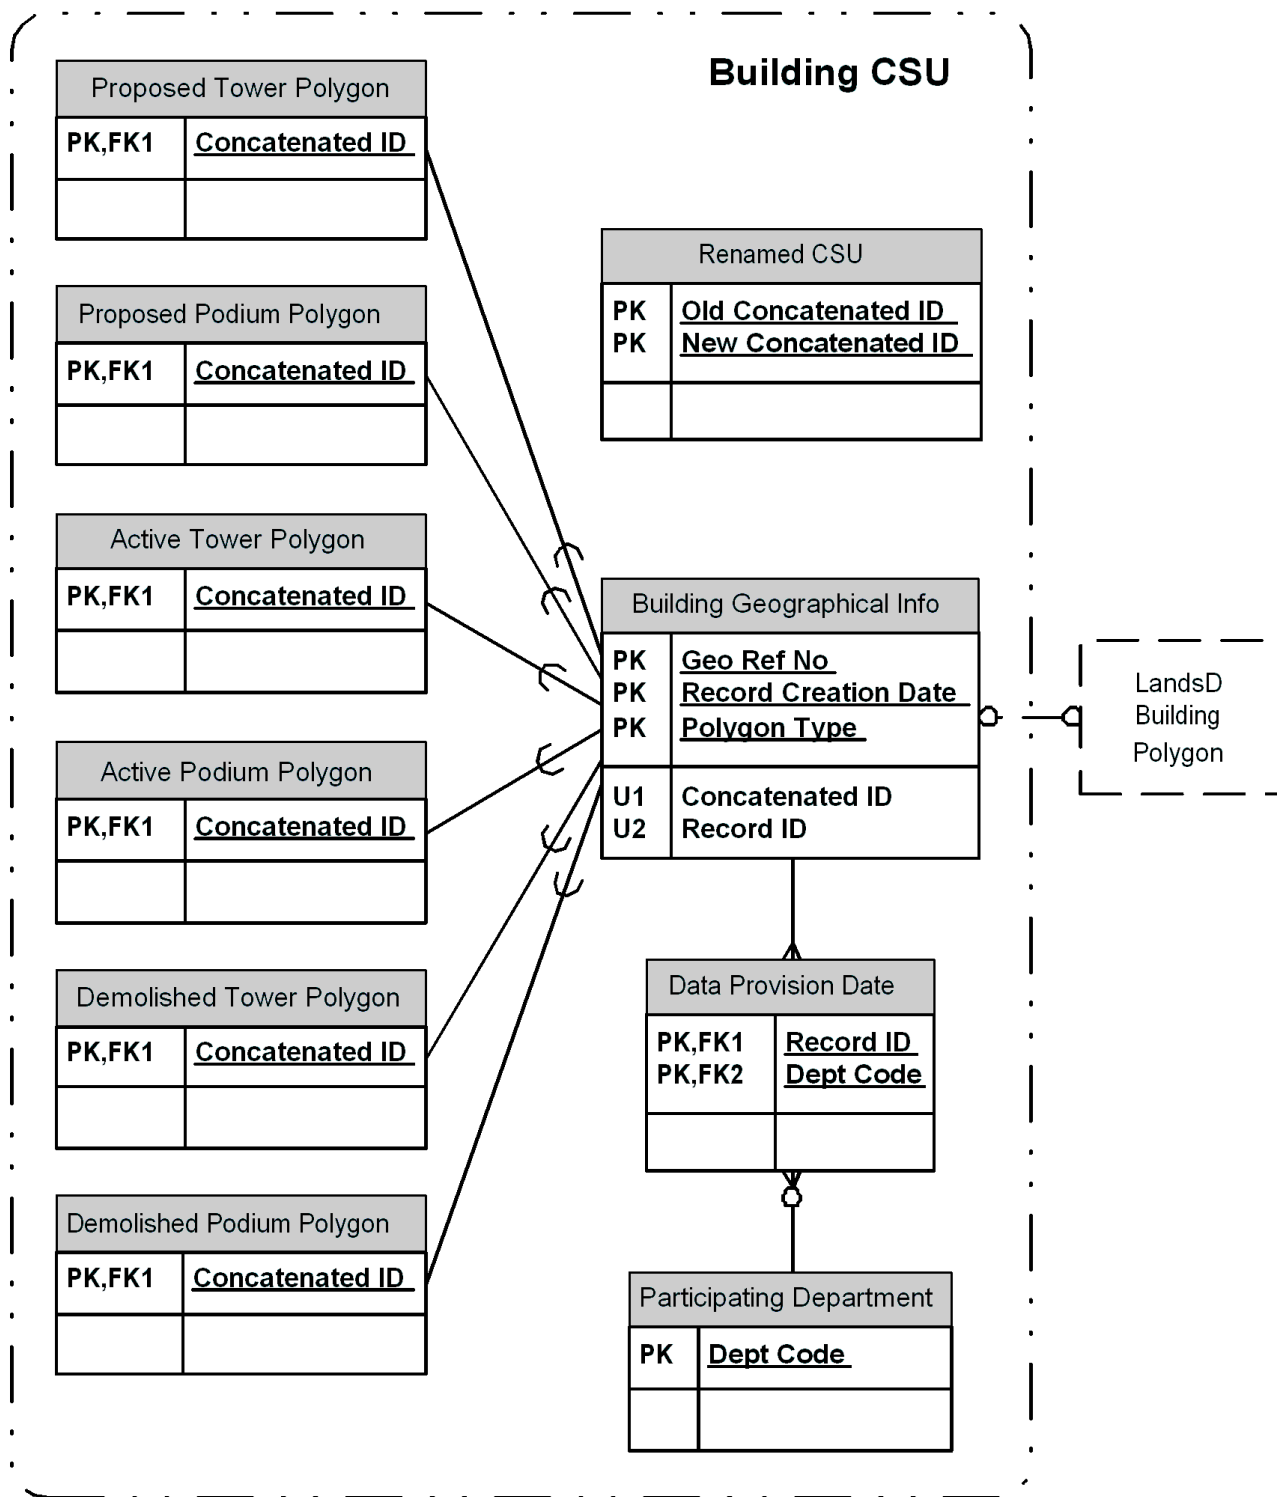 Building CSU
Proposed Tower Polygon
PK,FK1 Concatenated ID
Proposed Podium Polygon
PK,FK1 Concatenated ID
Active Tower Polygon
PK,FK1 Concatenated ID
Active Podium Polygon
PK,FK1 Concatenated ID
Demolished Tower Polygon
PK,FK1 Concatenated ID
Demolished Podium Polygon
PK,FK1 Concatenated ID
Renamed CSU
PK Old Concatenated ID
PK New Concatenated ID
Building Geographical Info
PK Geo Ref No
PK Record Creation Date
PK Polygon Type
U1 Concatenated ID
U2 Record ID
Data Provision Date
PK,FK1 Record ID
PK,FK2 Dept Code
Participating Department
PK Dept Code
LandsD
Building
Polygon